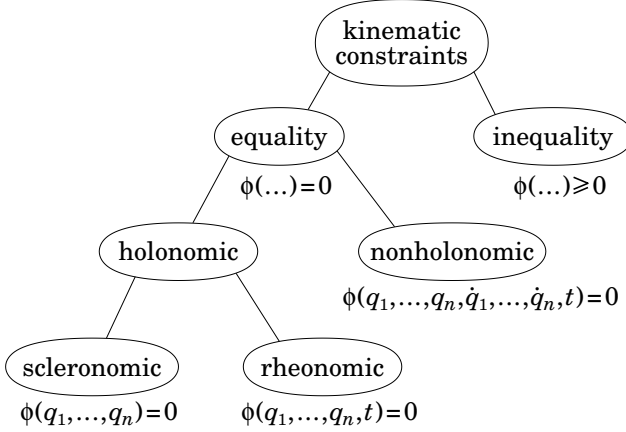 kinematic
constraints
equality
inequality
ϕ(…)=0
ϕ(…)⩾0
holonomic
nonholonomic
ϕ(q₁,…,qₙ,q̇₁,…,q̇ₙ,t)=0
scleronomic
rheonomic
ϕ(q₁,…,qₙ)=0
ϕ(q₁,…,qₙ,t)=0